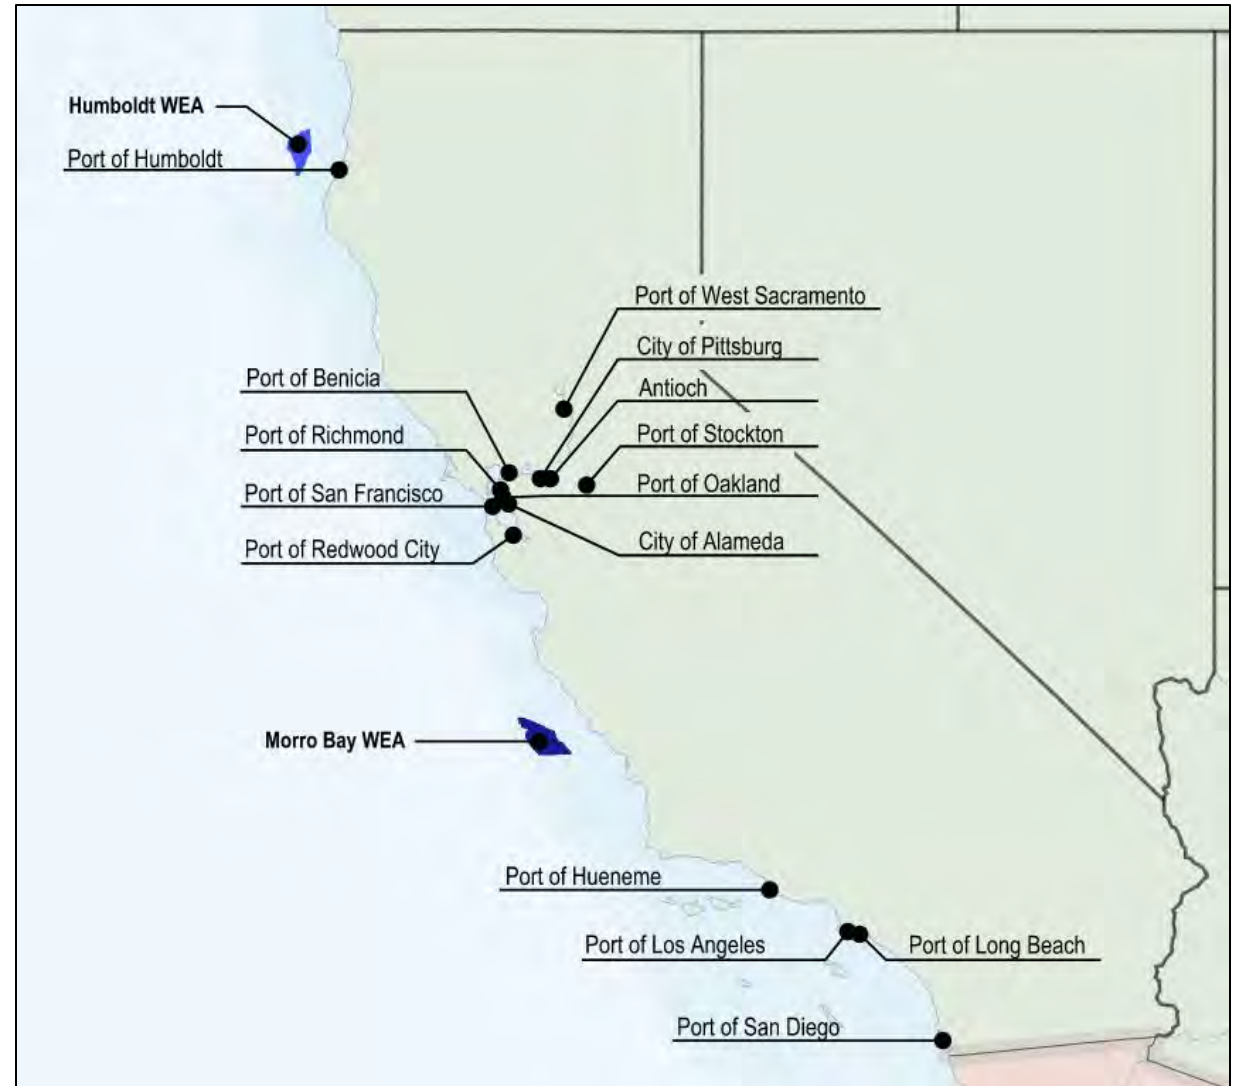 Humboldt WEA
Port of Humboldt
Port of West Sacramento
City of Pittsburg
Port of Benicia
Antioch
Port of Richmond
Port of Stockton
Port of San Francisco
Port of Oakland
Port of Redwood City
City of Alameda
Morro Bay WEA
Port of Hueneme
Port of Los Angeles
Port of Long Beach
Port of San Diego